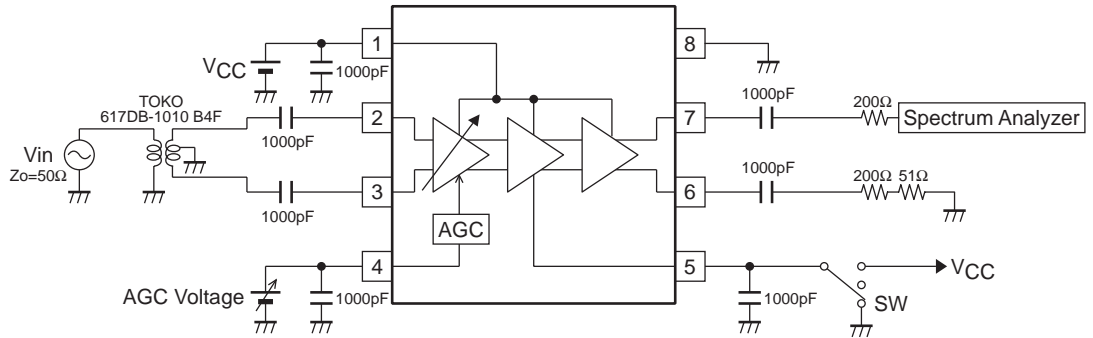 1
8
VCC
1000pF
TOKO
617DB-1010 B4F
1000pF
2
7
1000pF
200Ω
Spectrum Analyzer
Vin
Zo=50Ω
3
6
1000pF
1000pF
200Ω
51Ω
AGC
4
5
VCC
AGC Voltage
1000pF
1000pF
SW